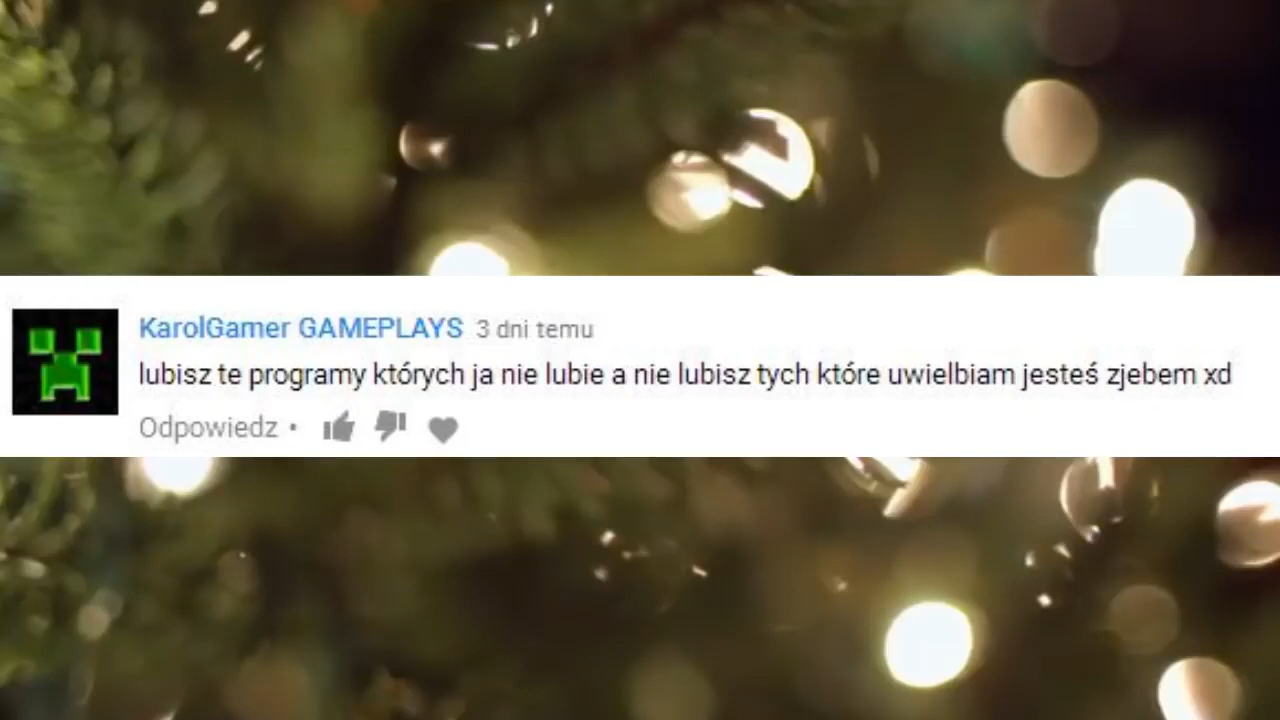 KarolGamer GAMEPLAYS 3 dni temu
lubisz te programy których ja nie lubie a nie lubisz tych które uwielbiam jesteś zjebem xd
Odpowiedz •